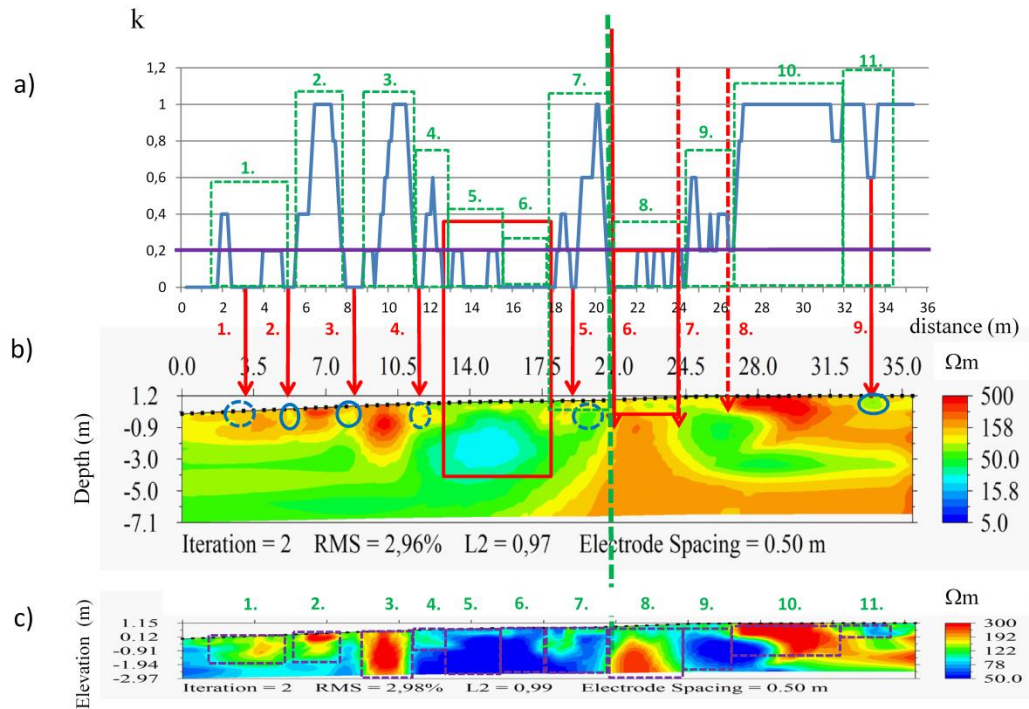 k
a)
1,2
1
0,8
0,6
0,4
0,2
0
1. 2. 3. 4. 5. 6. 7. 8. 9. 10. 11.
0 2 4 6 8 10 12 14 16 18 20 22 24 26 28 30 32 34 36
distance (m)
1. 2. 3. 4. 5. 6. 7. 8. 9.
b)
0.0 3.5 7.0 10.5 14.0 17.5 21.0 24.5 28.0 31.5 35.0
Ωm
Depth (m)
1.2
-0.9
-3.0
-5.0
-7.1
500
158
50.0
15.8
5.0
Iteration = 2 RMS = 2,96% L2 = 0,97 Electrode Spacing = 0.50 m
c)
1. 2. 3. 4. 5. 6. 7. 8. 9. 10. 11.
Ωm
Elevation (m)
1.15
0.12
-0.91
-1.94
-2.97
300
192
122
78
50.0
Iteration = 2 RMS = 2,98% L2 = 0,99 Electrode Spacing = 0.50 m